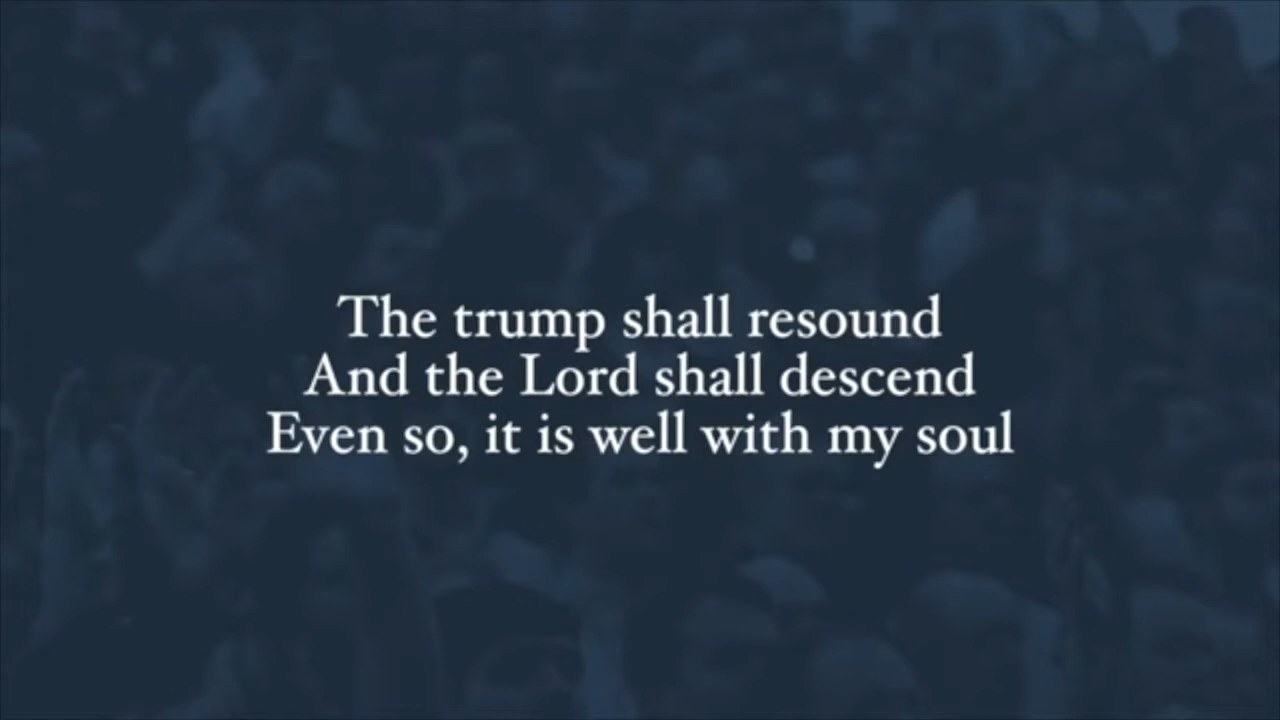 The trump shall resound
And the Lord shall descend
Even so, it is well with my soul